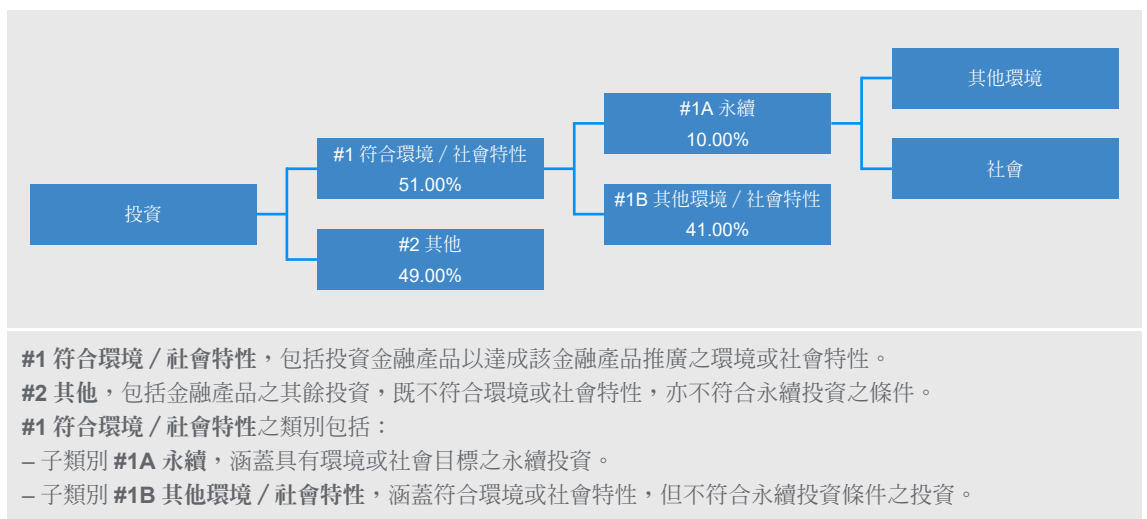 投資
#1 符合環境／社會特性
51.00%
#2 其他
49.00%
#1A 永續
10.00%
#1B 其他環境／社會特性
41.00%
其他環境
社會
#1 符合環境／社會特性，包括投資金融產品以達成該金融產品推廣之環境或社會特性。
#2 其他，包括金融產品之其餘投資，既不符合環境或社會特性，亦不符合永續投資之條件。
#1 符合環境／社會特性之類別包括：
– 子類別 #1A 永續，涵蓋具有環境或社會目標之永續投資。
– 子類別 #1B 其他環境／社會特性，涵蓋符合環境或社會特性，但不符合永續投資條件之投資。